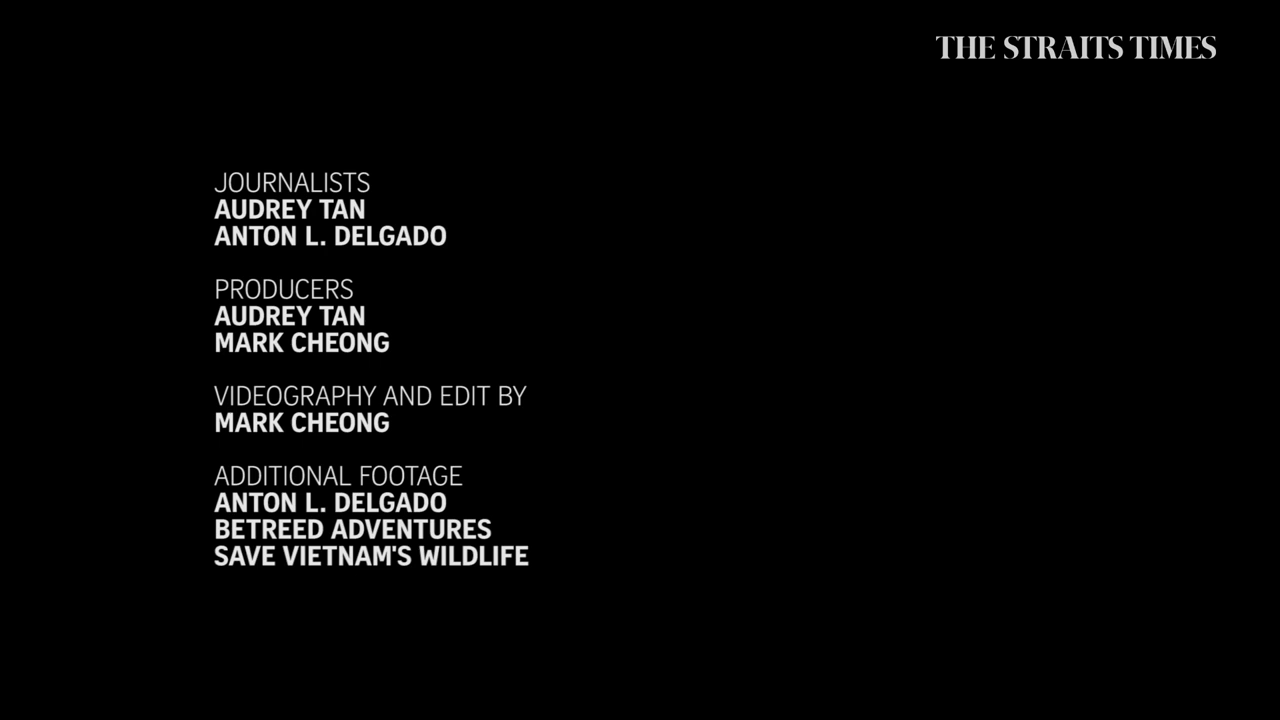 THE STRAITS TIMES
JOURNALISTS
AUDREY TAN
ANTON L. DELGADO
PRODUCERS
AUDREY TAN
MARK CHEONG
VIDEOGRAPHY AND EDIT BY
MARK CHEONG
ADDITIONAL FOOTAGE
ANTON L. DELGADO
BETREED ADVENTURES
SAVE VIETNAM'S WILDLIFE